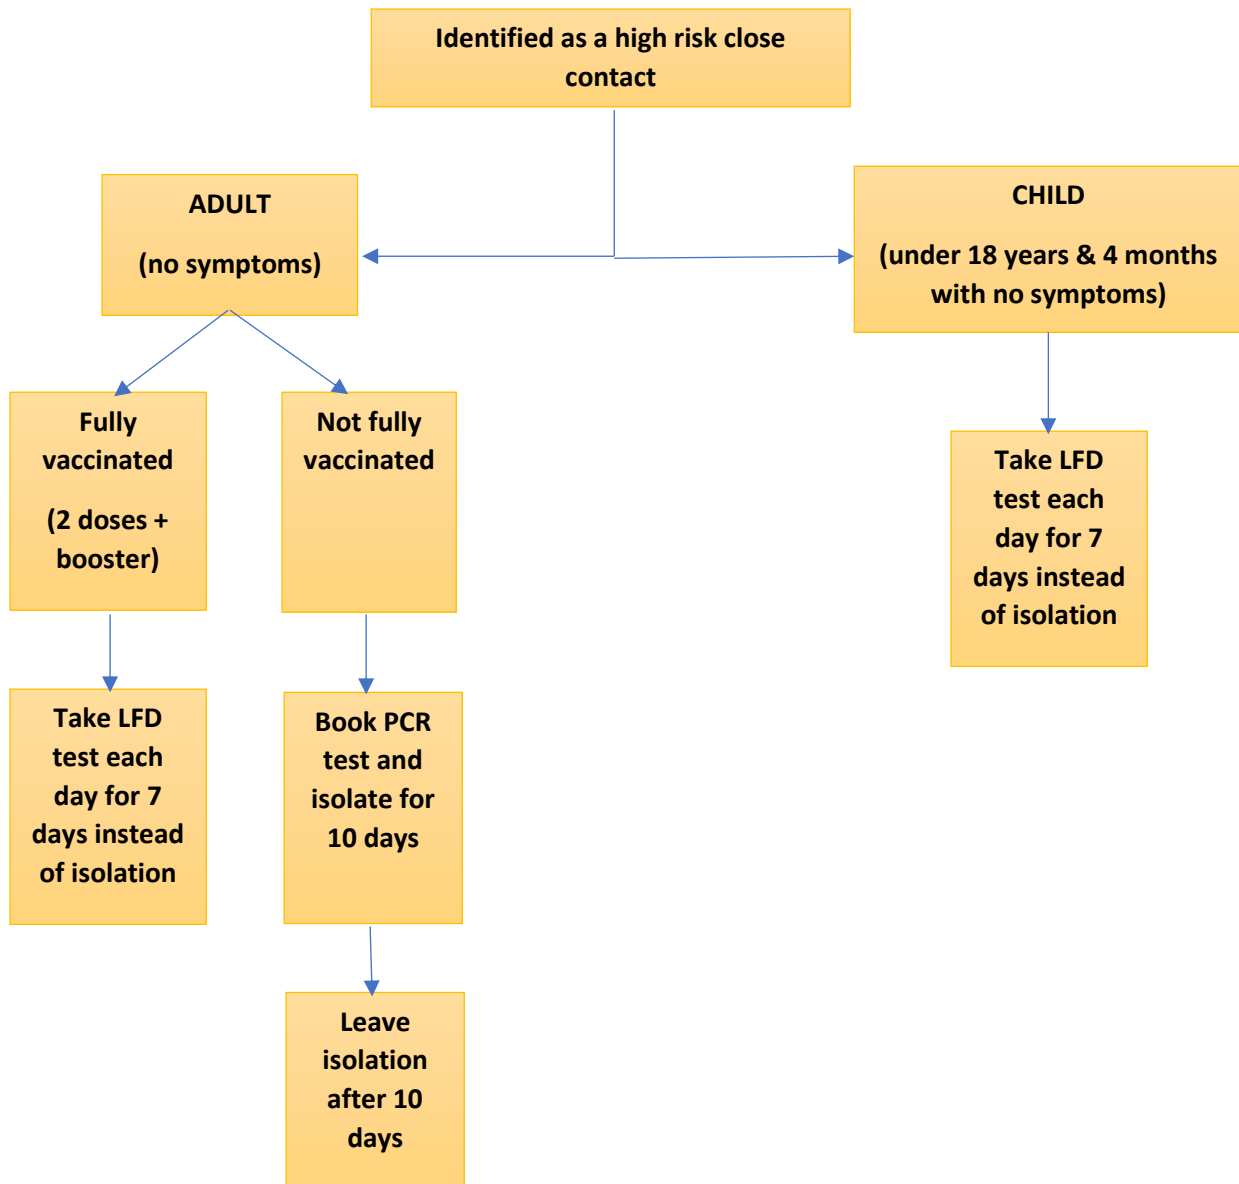 Identified as a high risk close
contact
ADULT
(no symptoms)
CHILD
(under 18 years & 4 months
with no symptoms)
Fully
vaccinated
(2 doses +
booster)
Not fully
vaccinated
Take LFD
test each
day for 7
days instead
of isolation
Take LFD
test each
day for 7
days instead
of isolation
Book PCR
test and
isolate for
10 days
Leave
isolation
after 10
days